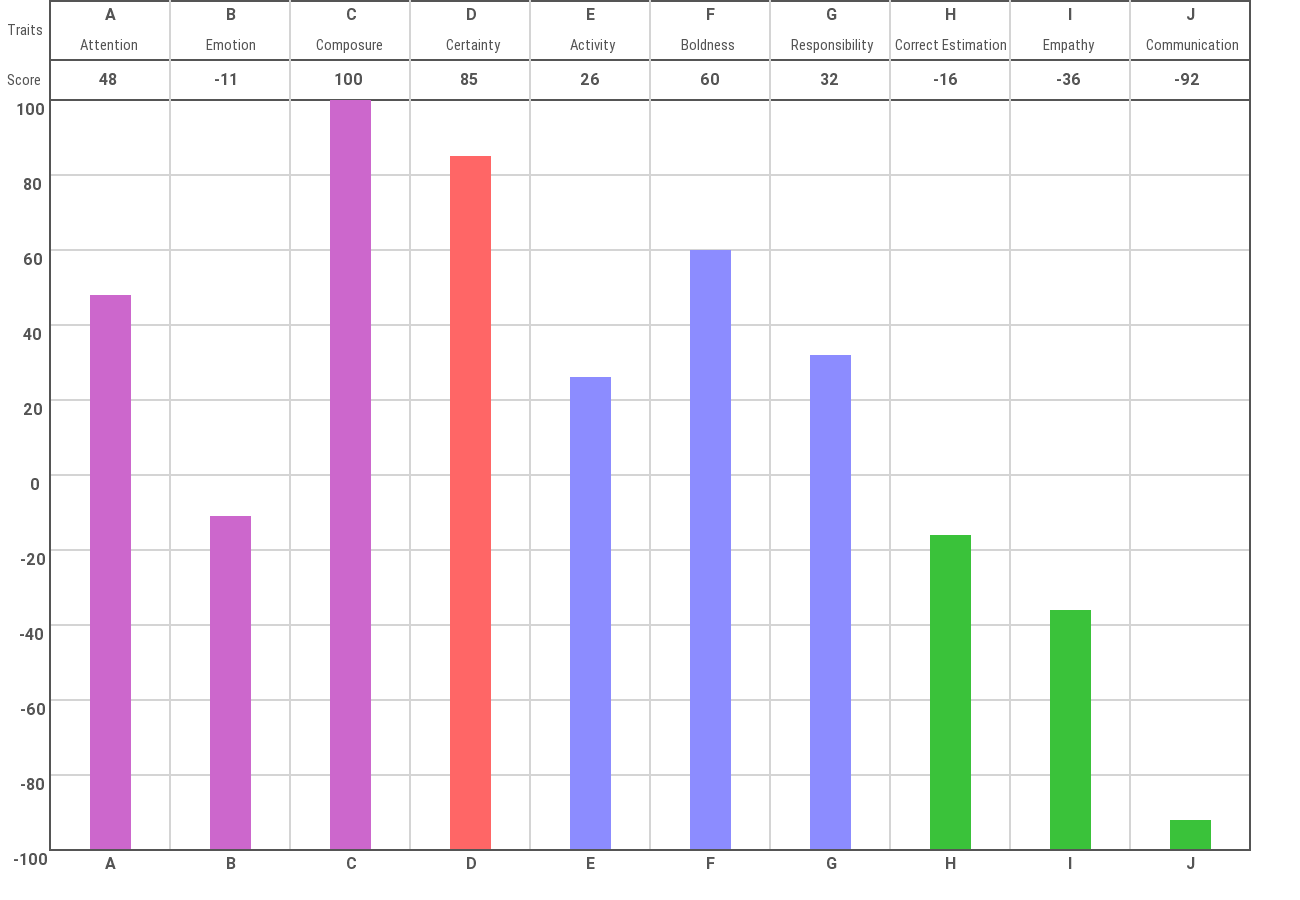 Traits A B C D E F G H I J
Attention Emotion Composure Certainty Activity Boldness Responsibility Correct Estimation Empathy Communication
Score 48 -11 100 85 26 60 32 -16 -36 -92
100
80
60
40
20
0
-20
-40
-60
-80
-100
A B C D E F G H I J